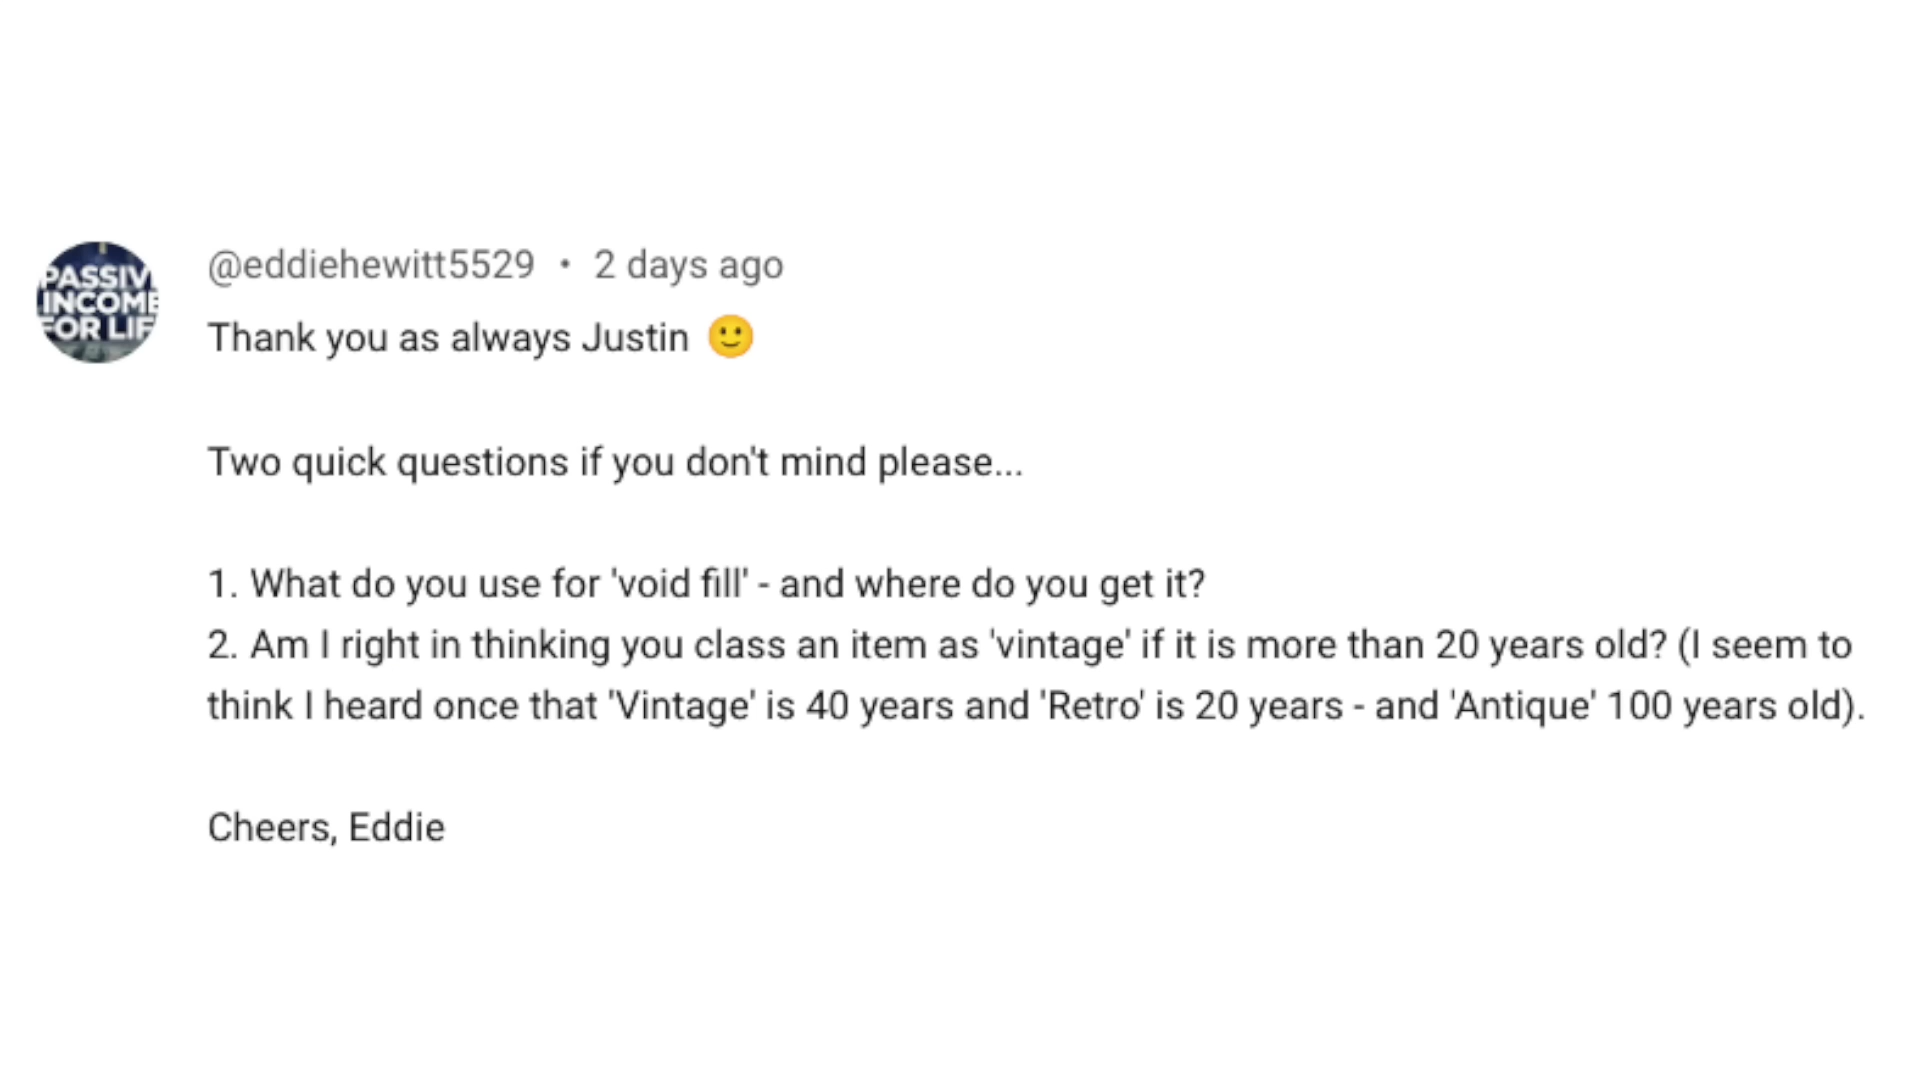 PASSIV
INCOME
FOR LIF
@eddiehewitt5529 • 2 days ago
Thank you as always Justin 🙂
Two quick questions if you don't mind please...
1. What do you use for 'void fill' - and where do you get it?
2. Am I right in thinking you class an item as 'vintage' if it is more than 20 years old? (I seem to
think I heard once that 'Vintage' is 40 years and 'Retro' is 20 years - and 'Antique' 100 years old).
Cheers, Eddie